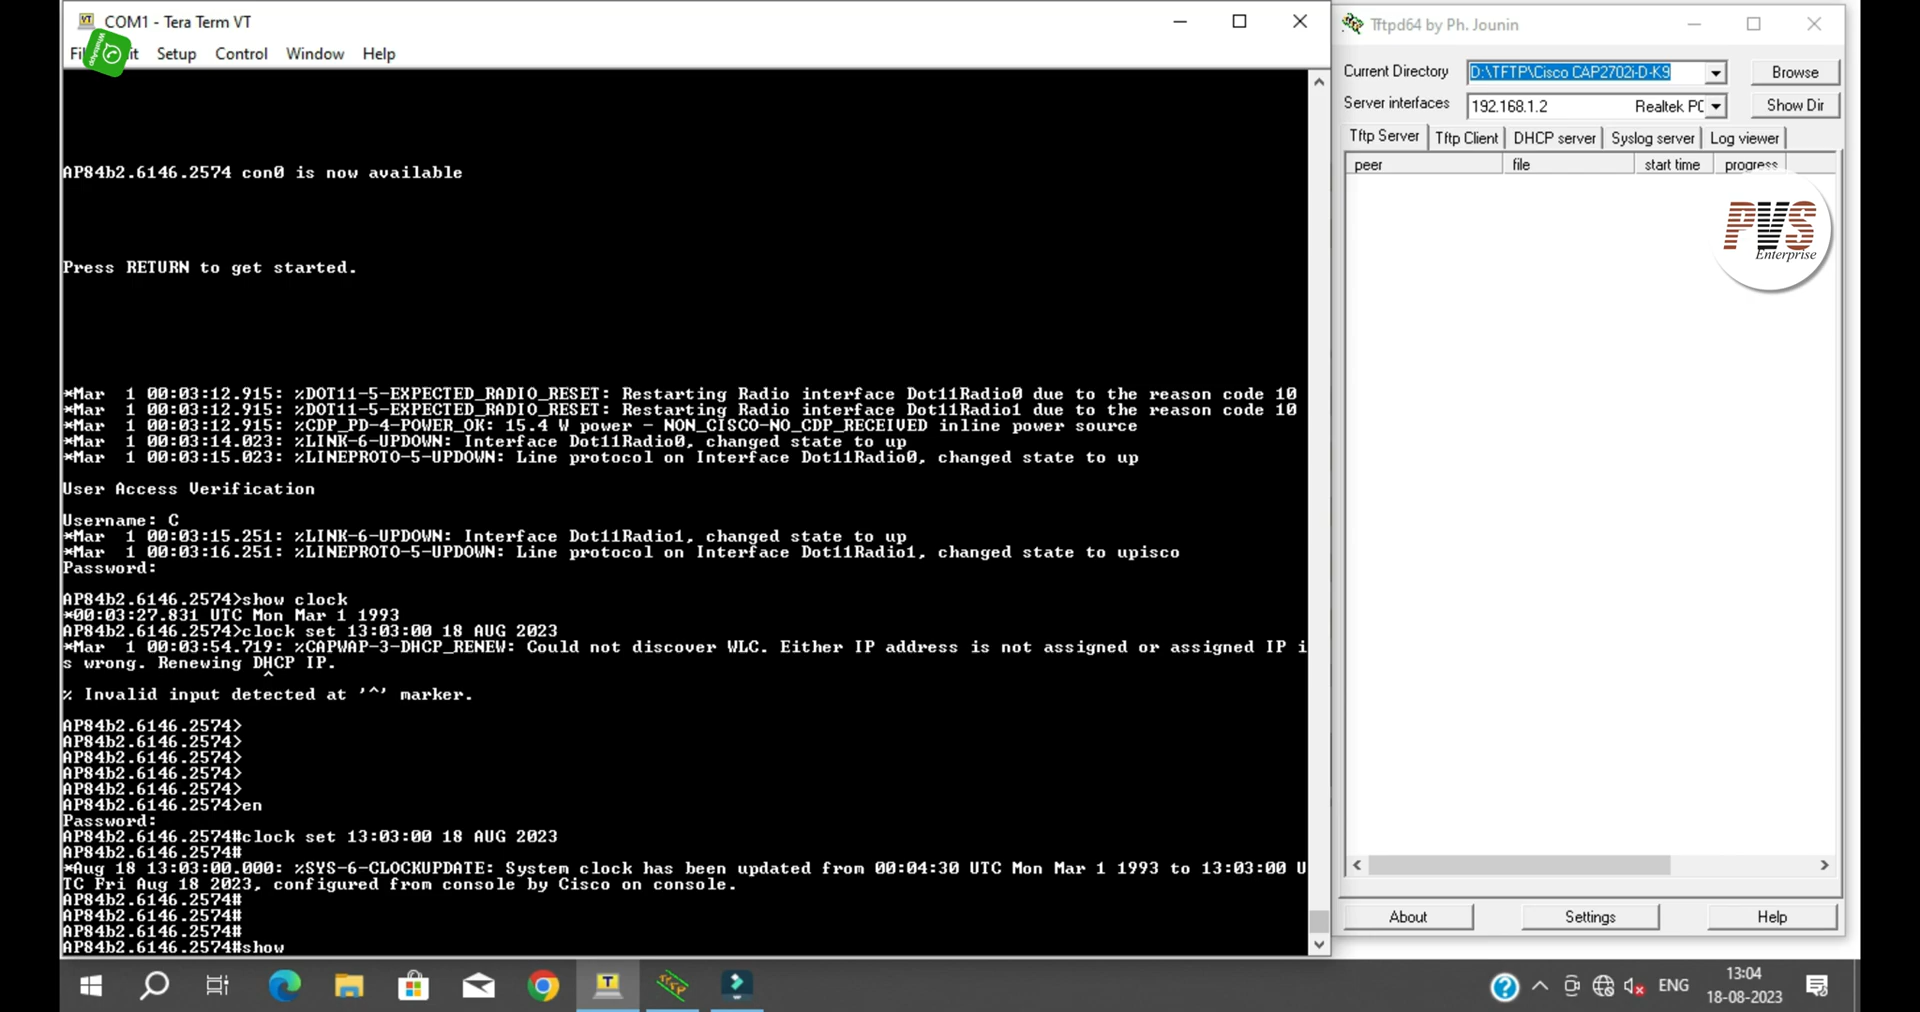 COM1 - Tera Term VT
Setup Control Window Help
AP84b2.6146.2574 con0 is now available
Press RETURN to get started.
*Mar  1 00:03:12.915: %DOT11-5-EXPECTED_RADIO_RESET: Restarting Radio interface Dot11Radio0 due to the reason code 10
*Mar  1 00:03:12.915: %DOT11-5-EXPECTED_RADIO_RESET: Restarting Radio interface Dot11Radio1 due to the reason code 10
*Mar  1 00:03:12.915: %CDP_PD-4-POWER_OK: 15.4 W power - NON_CISCO-NO_CDP_RECEIVED inline power source
*Mar  1 00:03:14.023: %LINK-6-UPDOWN: Interface Dot11Radio0, changed state to up
*Mar  1 00:03:15.023: %LINEPROTO-5-UPDOWN: Line protocol on Interface Dot11Radio0, changed state to up
User Access Verification
Username: C
*Mar  1 00:03:15.251: %LINK-6-UPDOWN: Interface Dot11Radio1, changed state to up
*Mar  1 00:03:16.251: %LINEPROTO-5-UPDOWN: Line protocol on Interface Dot11Radio1, changed state to upisco
Password:
AP84b2.6146.2574>show clock
*00:03:27.831 UTC Mon Mar 1 1993
AP84b2.6146.2574>clock set 13:03:00 18 AUG 2023
*Mar  1 00:03:54.719: %CAPWAP-3-DHCP_RENEW: Could not discover WLC. Either IP address is not assigned or assigned IP i
s wrong. Renewing DHCP IP.
^
% Invalid input detected at '^' marker.
AP84b2.6146.2574>
AP84b2.6146.2574>
AP84b2.6146.2574>
AP84b2.6146.2574>
AP84b2.6146.2574>
AP84b2.6146.2574>en
Password:
AP84b2.6146.2574#clock set 13:03:00 18 AUG 2023
AP84b2.6146.2574#
*Aug 18 13:03:00.000: %SYS-6-CLOCKUPDATE: System clock has been updated from 00:04:30 UTC Mon Mar 1 1993 to 13:03:00 U
TC Fri Aug 18 2023, configured from console by Cisco on console.
AP84b2.6146.2574#
AP84b2.6146.2574#
AP84b2.6146.2574#
AP84b2.6146.2574#show
Tftpd64 by Ph. Jounin
Current Directory D:\TFTP\Cisco CAP2702i-D-K9 Browse
Server interfaces 192.168.1.2 Realtek PC Show Dir
Tftp Server Tftp Client DHCP server Syslog server Log viewer
peer file start time progress
PVS
Enterprise
About Settings Help
ENG
13:04
18-08-2023